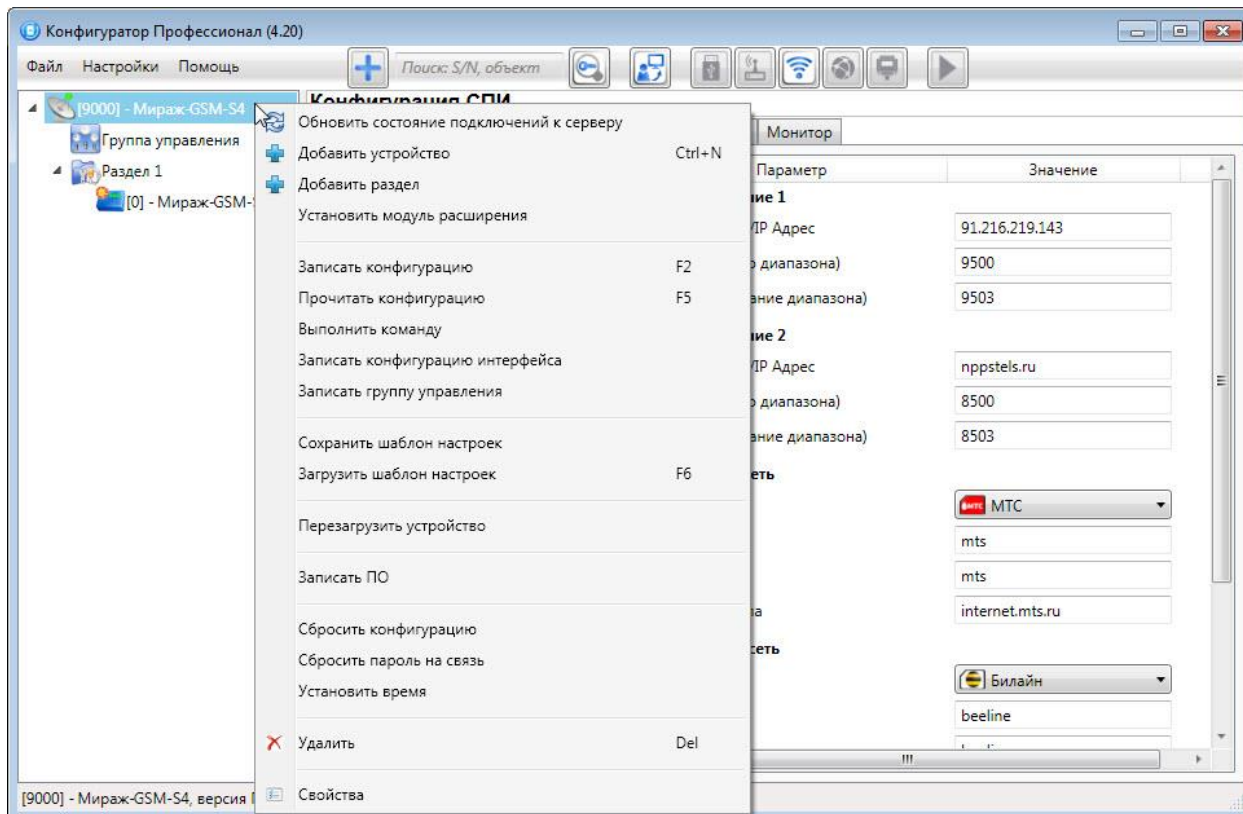 Конфигуратор Профессионал (4.20)
Файл Настройки Помощь Поиск: S/N, объект
[9000] - Мираж-GSM-S4
Группа управления
Раздел 1
[0] - Мираж-GSM-
Конфигурация СПИ
Обновить состояние подключений к серверу
Добавить устройство Ctrl+N
Добавить раздел
Установить модуль расширения
Записать конфигурацию F2
Прочитать конфигурацию F5
Выполнить команду
Записать конфигурацию интерфейса
Записать группу управления
Сохранить шаблон настроек
Загрузить шаблон настроек F6
Перезагрузить устройство
Записать ПО
Сбросить конфигурацию
Сбросить пароль на связь
Установить время
Удалить Del
Свойства
Монитор
Параметр Значение
ние 1
/IP Адрес 91.216.219.143
диапазона) 9500
ание диапазона) 9503
ние 2
/IP Адрес nppstels.ru
диапазона) 8500
ание диапазона) 8503
еть
МТС
mts
mts
internet.mts.ru
сеть
Билайн
beeline
[9000] - Мираж-GSM-S4, версия